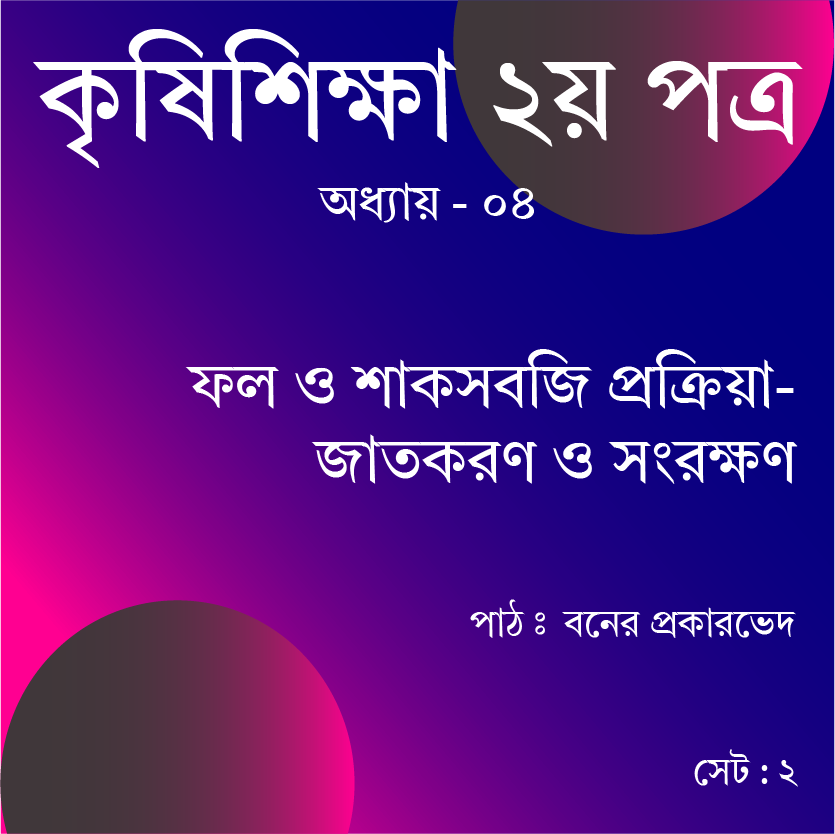 কৃষিশিক্ষা ২য় পত্র
অধ্যায় - ০৪
ফল ও শাকসবজি প্রক্রিয়া-
জাতকরণ ও সংরক্ষণ
পাঠ ঃ বনের প্রকারভেদ
সেট : ২